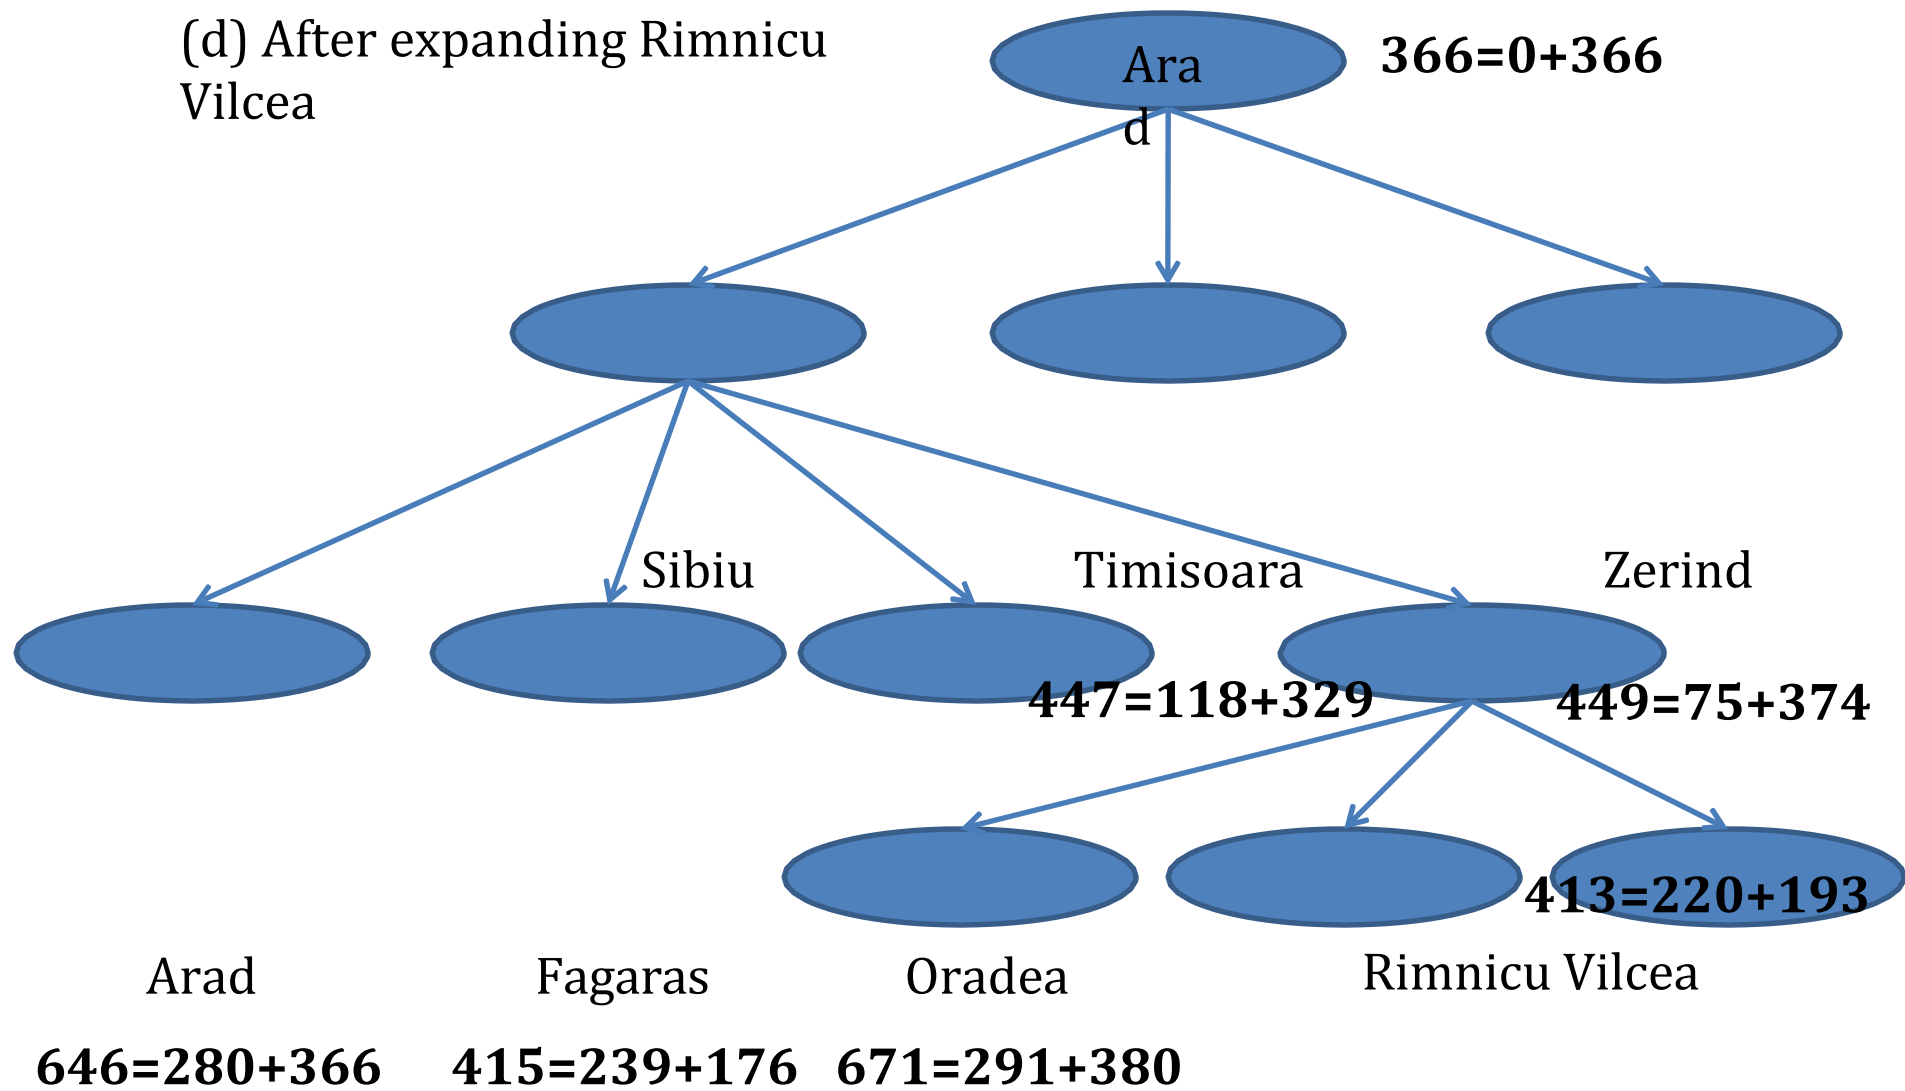 (d) After expanding Rimnicu
Vilcea
Ara
d
366=0+366
Sibiu
Timisoara
Zerind
447=118+329
449=75+374
413=220+193
Arad
Fagaras
Oradea
Rimnicu Vilcea
646=280+366
415=239+176
671=291+380